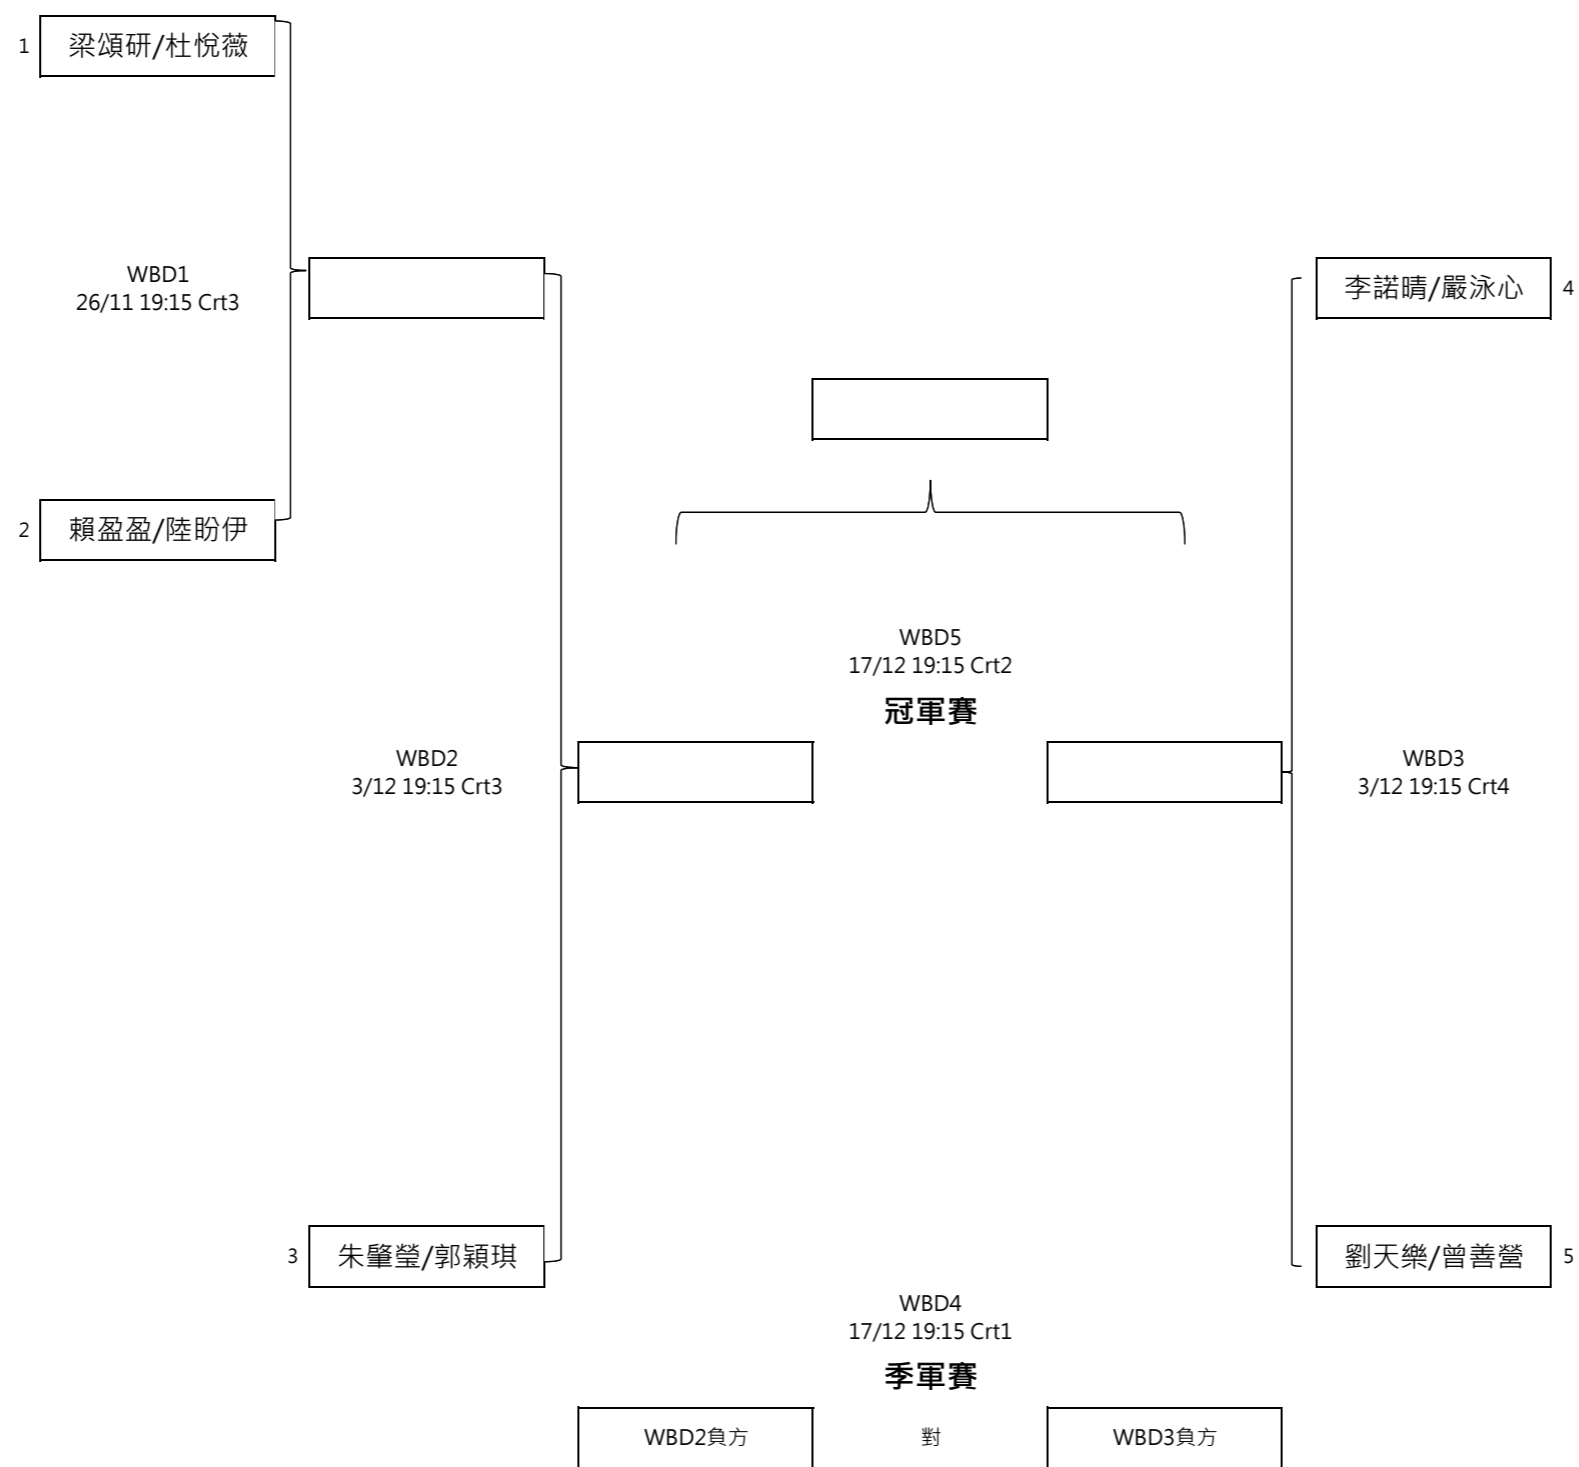 1 梁頌研/杜悅薇
WBD1
26/11 19:15 Crt3
李諾晴/嚴泳心 4
2 賴盈盈/陸盼伊
WBD5
17/12 19:15 Crt2
冠軍賽
WBD2
3/12 19:15 Crt3
WBD3
3/12 19:15 Crt4
3 朱肇瑩/郭穎琪
劉天樂/曾善營 5
WBD4
17/12 19:15 Crt1
季軍賽
WBD2負方 對 WBD3負方